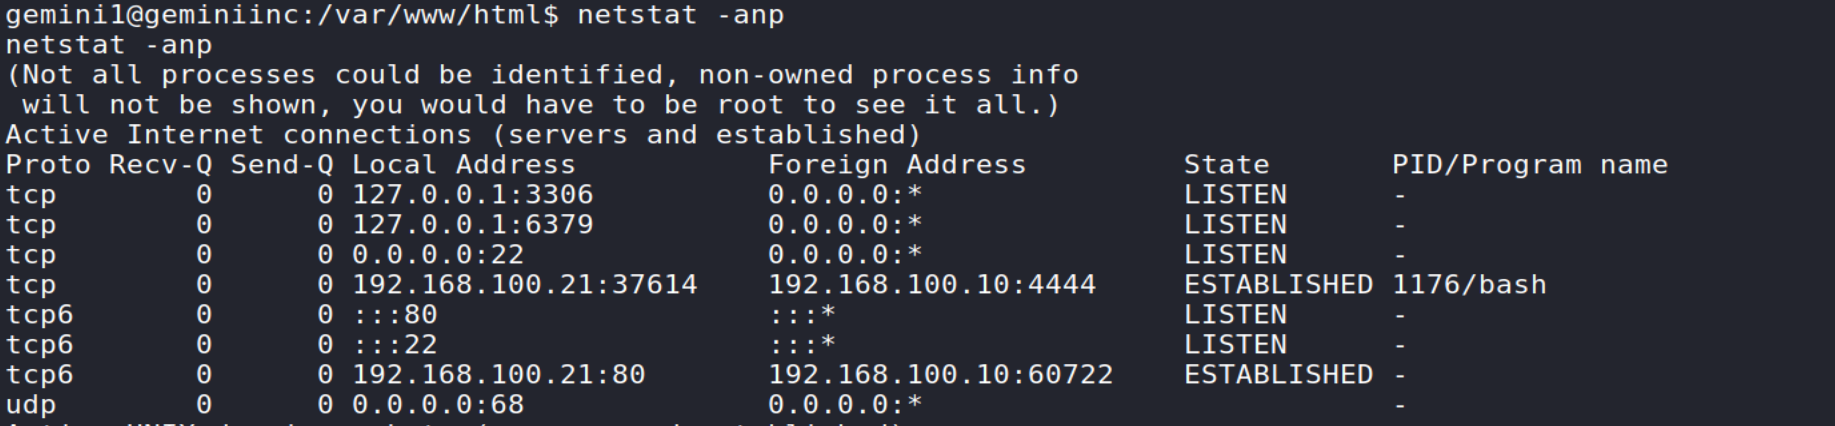 gemini1@geminiinc:/var/www/html$ netstat -anp
netstat -anp
(Not all processes could be identified, non-owned process info
 will not be shown, you would have to be root to see it all.)
Active Internet connections (servers and established)
Proto Recv-Q Send-Q Local Address           Foreign Address         State       PID/Program name
tcp        0      0 127.0.0.1:3306          0.0.0.0:*               LISTEN      -
tcp        0      0 127.0.0.1:6379          0.0.0.0:*               LISTEN      -
tcp        0      0 0.0.0.0:22              0.0.0.0:*               LISTEN      -
tcp        0      0 192.168.100.21:37614    192.168.100.10:4444     ESTABLISHED 1176/bash
tcp6       0      0 :::80                   :::*                    LISTEN      -
tcp6       0      0 :::22                   :::*                    LISTEN      -
tcp6       0      0 192.168.100.21:80       192.168.100.10:60722    ESTABLISHED -
udp        0      0 0.0.0.0:68              0.0.0.0:*                           -